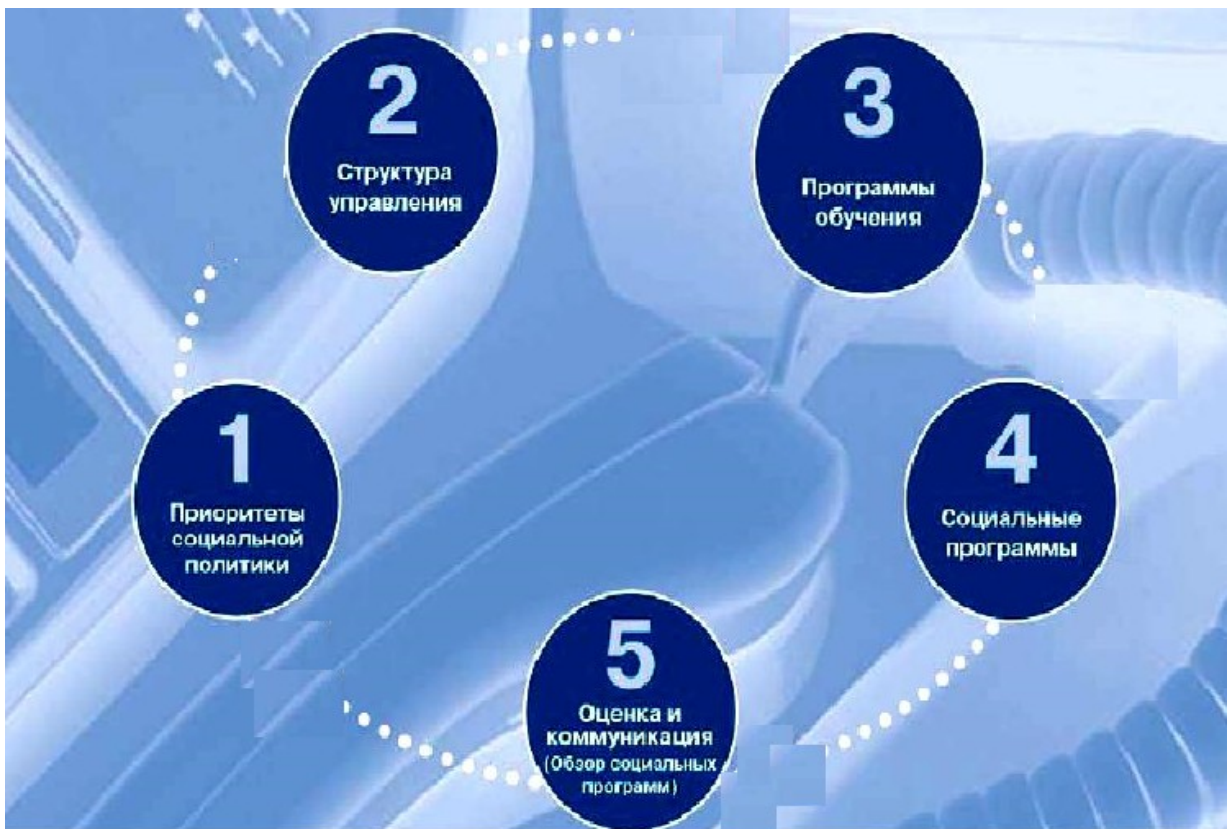 1
Приоритеты
социальной
политики
2
Структура
управления
3
Программы
обучения
4
Социальные
программы
5
Оценка и
коммуникация
(Обзор социальных
программ)